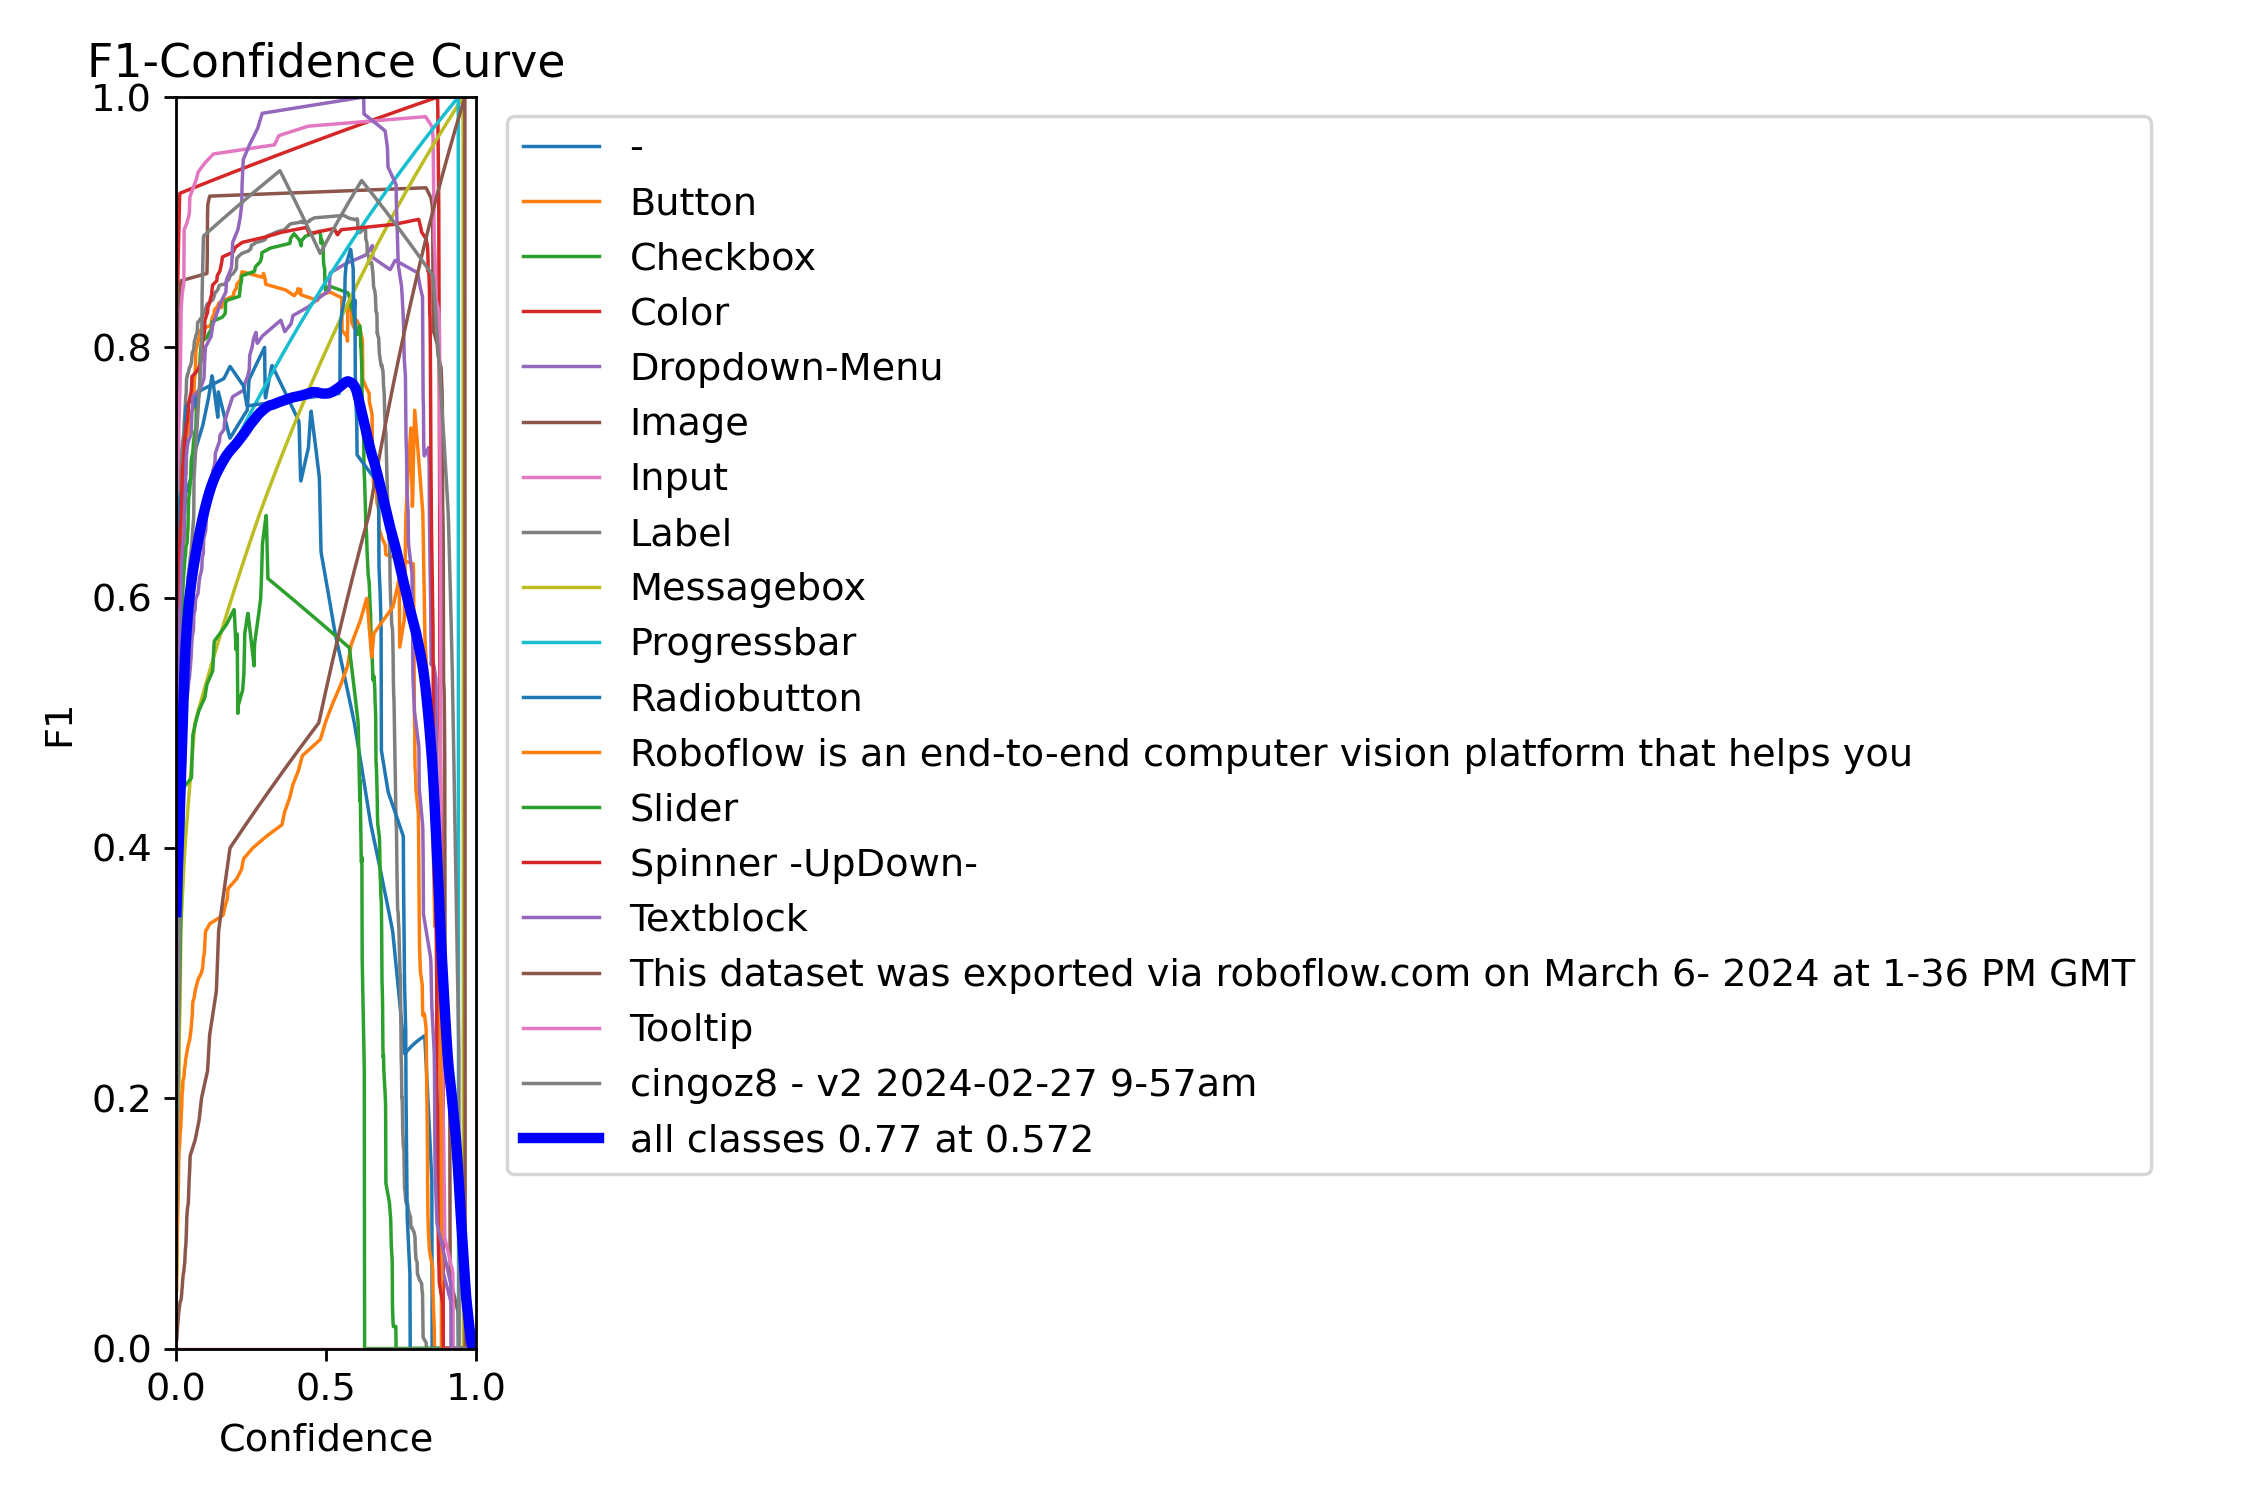 F1-Confidence Curve
1.0
0.8
0.6
0.4
0.2
0.0
F1
0.0 0.5 1.0
Confidence
-
Button
Checkbox
Color
Dropdown-Menu
Image
Input
Label
Messagebox
Progressbar
Radiobutton
Roboflow is an end-to-end computer vision platform that helps you
Slider
Spinner -UpDown-
Textblock
This dataset was exported via roboflow.com on March 6- 2024 at 1-36 PM GMT
Tooltip
cingoz8 - v2 2024-02-27 9-57am
all classes 0.77 at 0.572